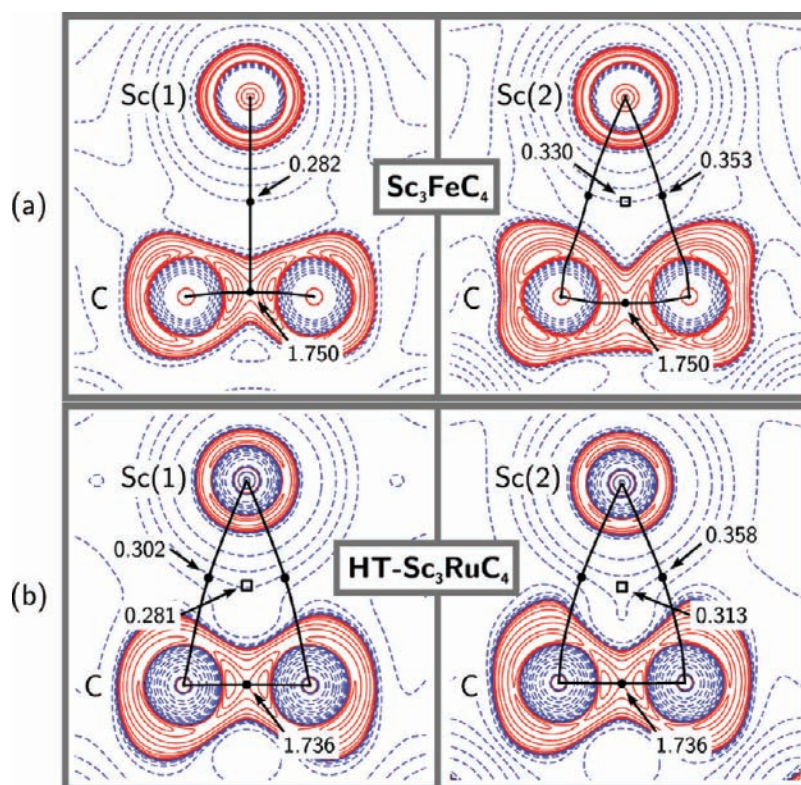 (a)
Sc(1)
0.282
C
1.750
Sc₃FeC₄
Sc(2)
0.330
0.353
1.750
(b)
Sc(1)
0.302
0.281
C
1.736
HT-Sc₃RuC₄
Sc(2)
0.358
0.313
C
1.736